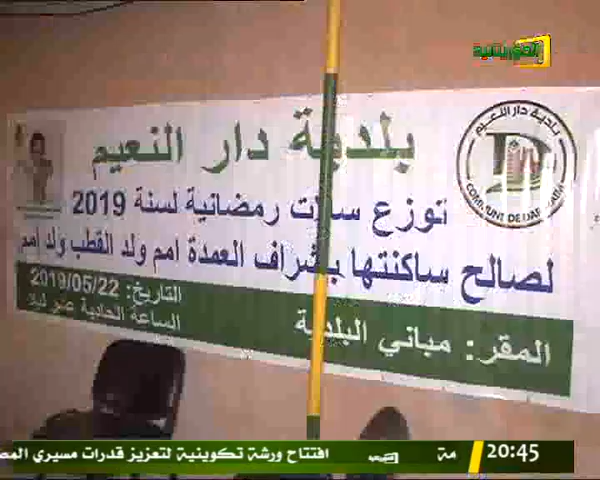 الموريتانية
بلدية دار النعيم
بلدية دار النعيم
COMMUNE DE DAR NAIM
توزع سلات رمضانية لسنة 2019
لصالح ساكنتها بإشراف العمدة امم ولد القطب ولد امم
التاريخ: 2019/05/22
الساعة الحادية عشر ليلا
المقر: مباني البلدية
20:45
مة
افتتاح ورشة تكوينية لتعزيز قدرات مسيري المص